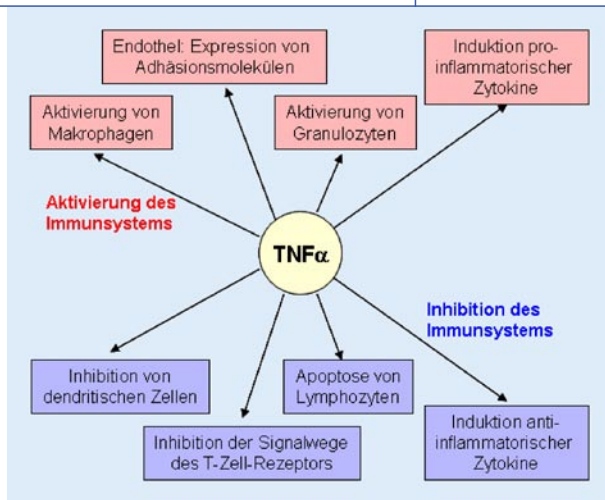 Endothel: Expression von
Adhäsionsmolekülen
Induktion pro-
inflammatorischer
Zytokine
Aktivierung von
Makrophagen
Aktivierung von
Granulozyten
Aktivierung des
Immunsystems
TNFα
Inhibition des
Immunsystems
Inhibition von
dendritischen Zellen
Apoptose von
Lymphozyten
Inhibition der Signalwege
des T-Zell-Rezeptors
Induktion anti-
inflammatorischer
Zytokine